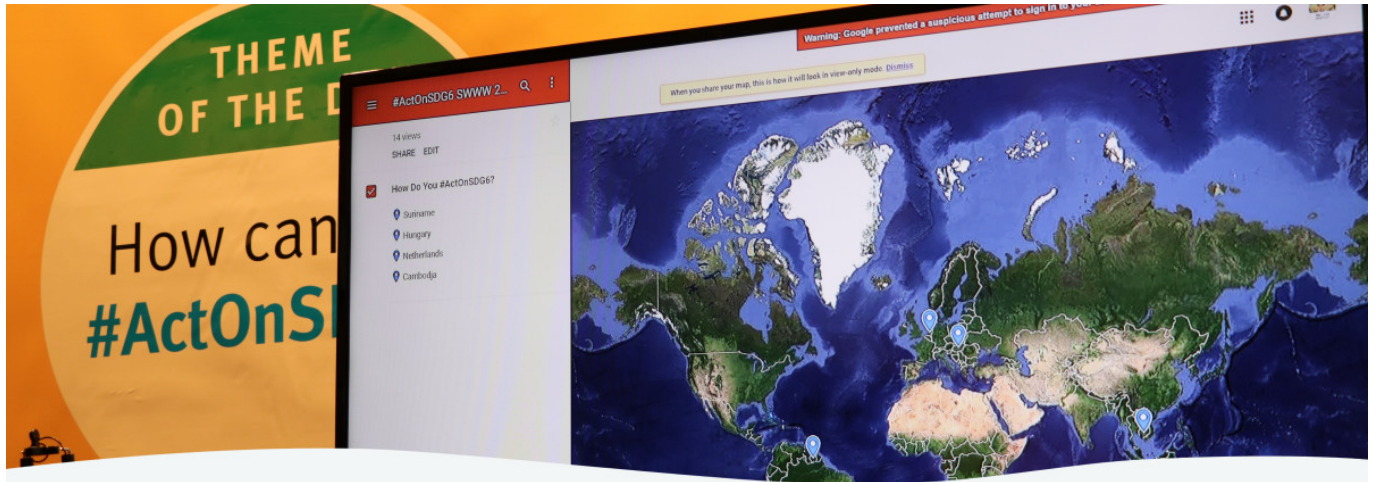 THEME
OF THE D
How can
#ActOnS
#ActOnSDG6 SWWW 2...
14 views
SHARE EDIT
How Do You #ActOnSDG6?
Suriname
Hungary
Netherlands
Cambodja
Warning: Google prevented a suspicious attempt to sign in to your
When you share your map, this is how it will look in view-only mode. Dismiss